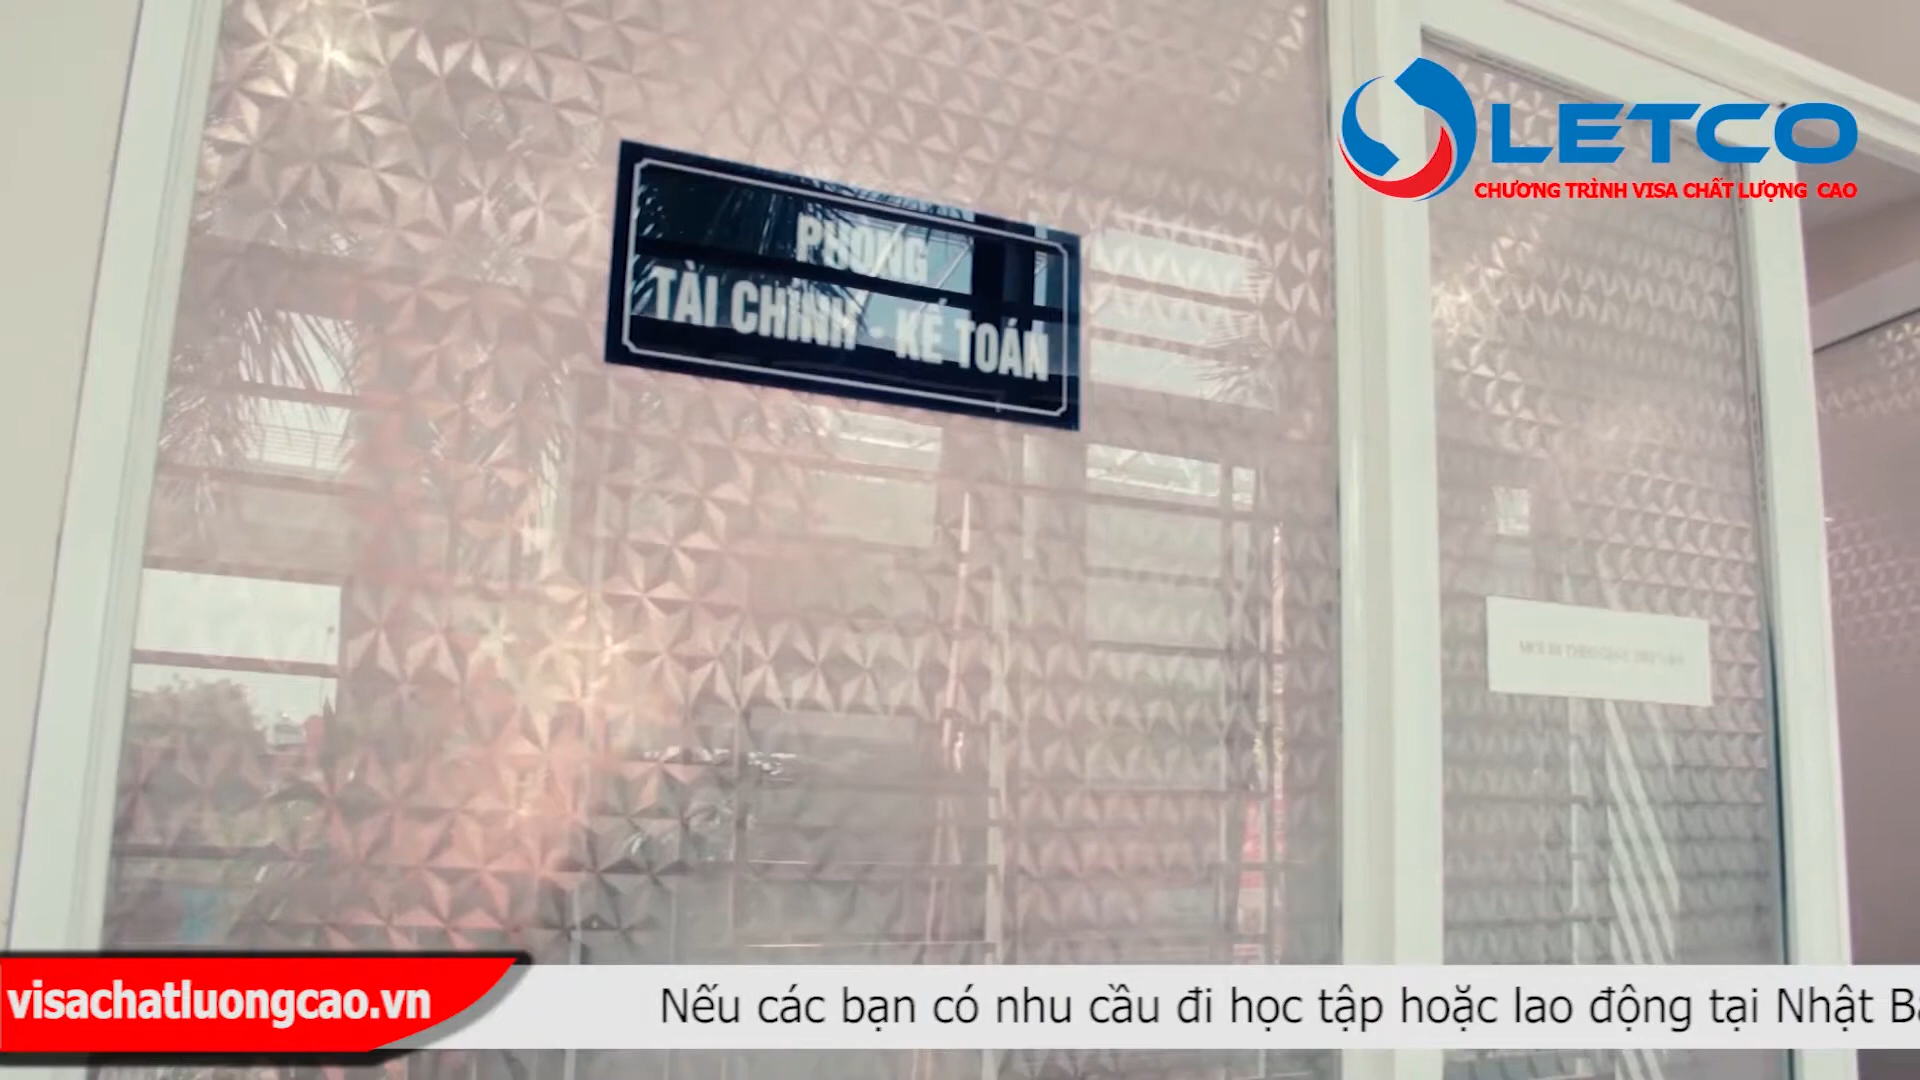 LETCO
CHƯƠNG TRÌNH VISA CHẤT LƯỢNG CAO
PHÒNG
TÀI CHÍNH - KẾ TOÁN
visachatluongcao.vn
Nếu các bạn có nhu cầu đi học tập hoặc lao động tại Nhật